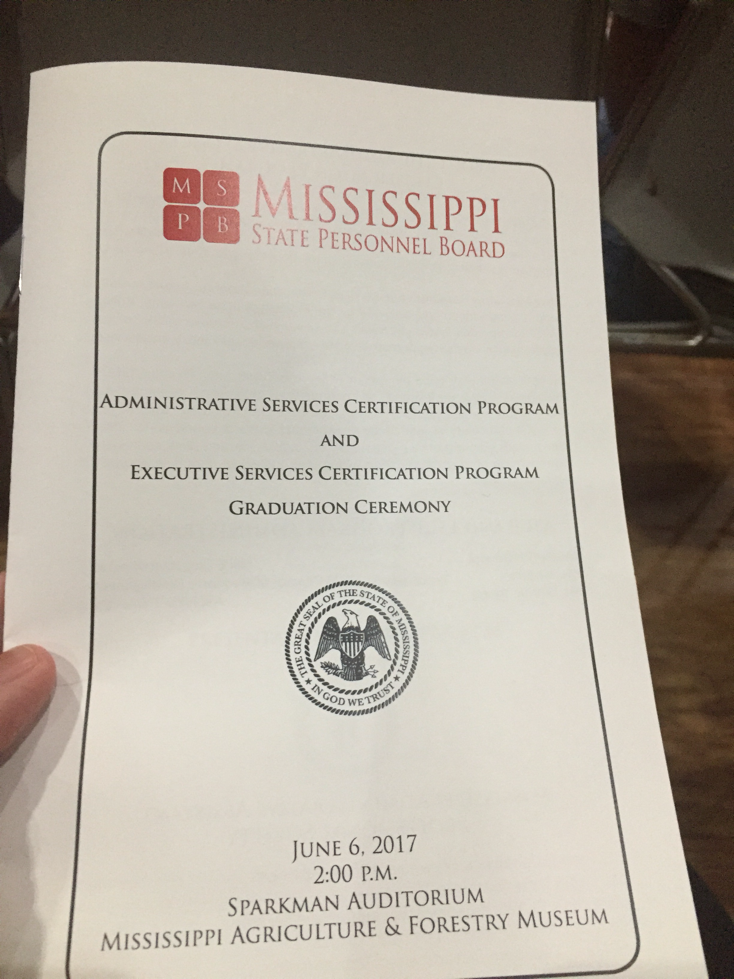 M S
P B
MISSISSIPPI
STATE PERSONNEL BOARD
ADMINISTRATIVE SERVICES CERTIFICATION PROGRAM
AND
EXECUTIVE SERVICES CERTIFICATION PROGRAM
GRADUATION CEREMONY
THE GREAT SEAL OF THE STATE OF MISSISSIPPI
IN GOD WE TRUST
JUNE 6, 2017
2:00 P.M.
SPARKMAN AUDITORIUM
MISSISSIPPI AGRICULTURE & FORESTRY MUSEUM